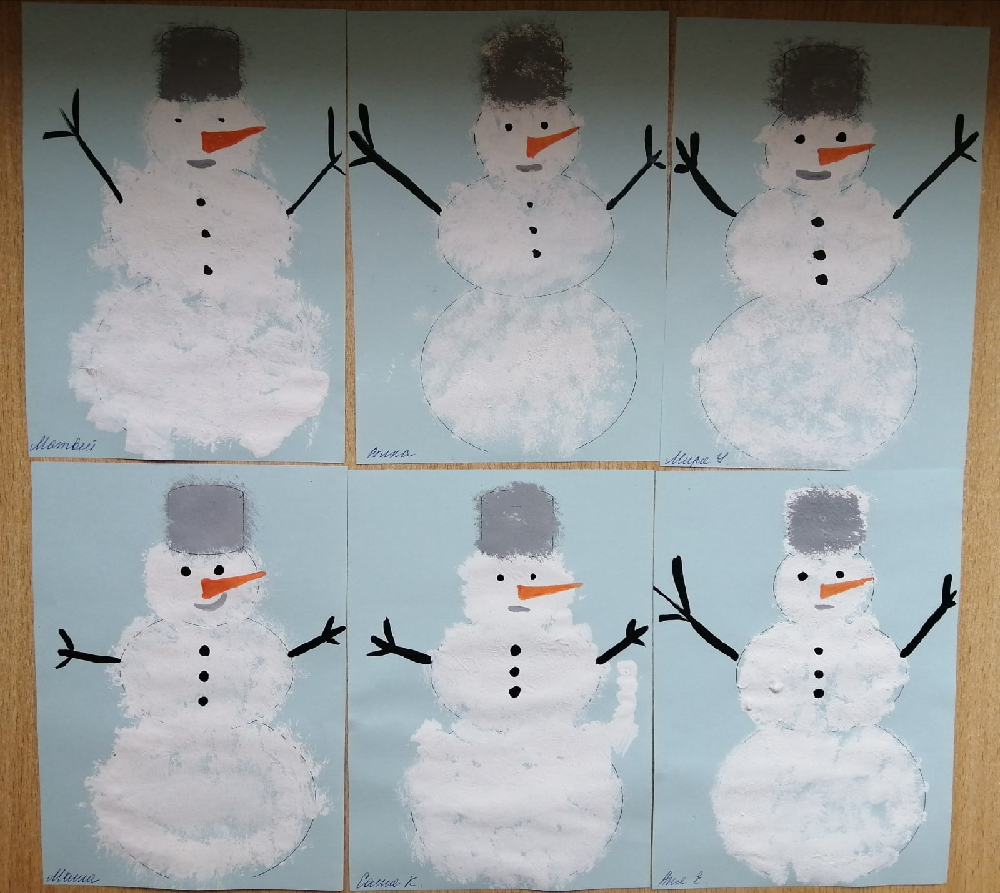 Матвей
Вика
Мира У.
Маша
Саша К.
Аня Е.